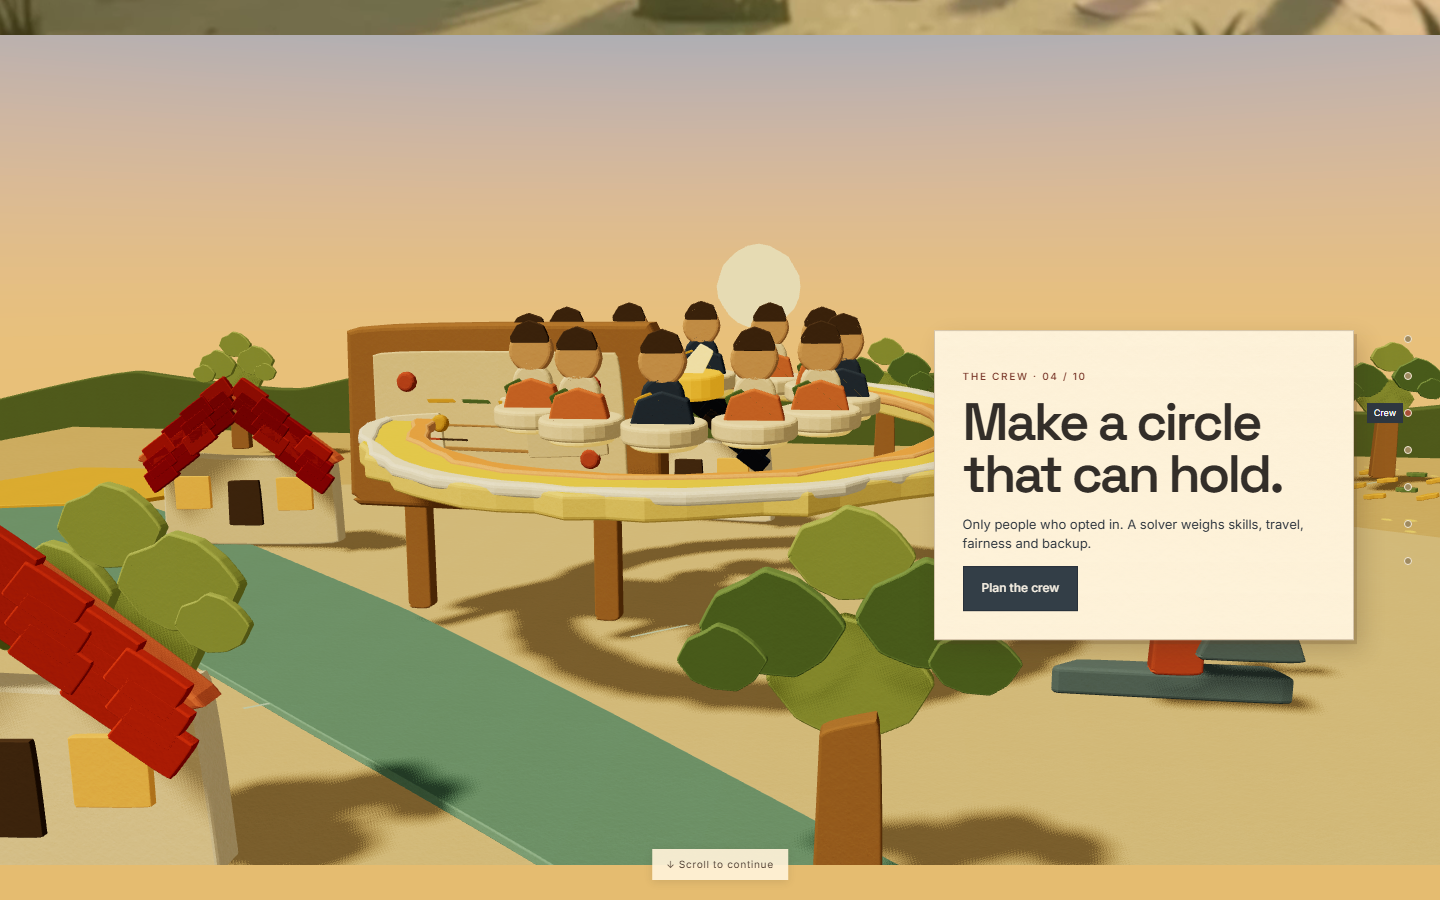 THE CREW · 04 / 10
Make a circle
that can hold.
Only people who opted in. A solver weighs skills, travel,
fairness and backup.
Plan the crew
Crew
↓ Scroll to continue